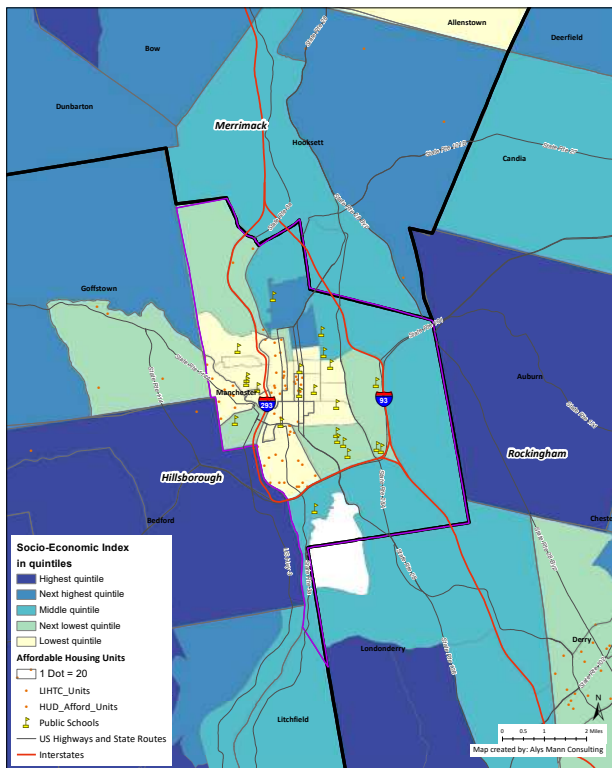 Allenstown
Bow
Deerfield
Dunbarton
Merrimack
Hooksett
Candia
Goffstown
Auburn
Manchester
293
93
Rockingham
Hillsborough
Bedford
Cheste
Socio-Economic Index
in quintiles
Highest quintile
Next highest quintile
Middle quintile
Next lowest quintile
Lowest quintile
Affordable Housing Units
1 Dot = 20
LIHTC_Units
HUD_Afford_Units
Public Schools
US Highways and State Routes
Interstates
Londonderry
Derry
Litchfield
N
0 0.5 1 2 Miles
Map created by: Alys Mann Consulting